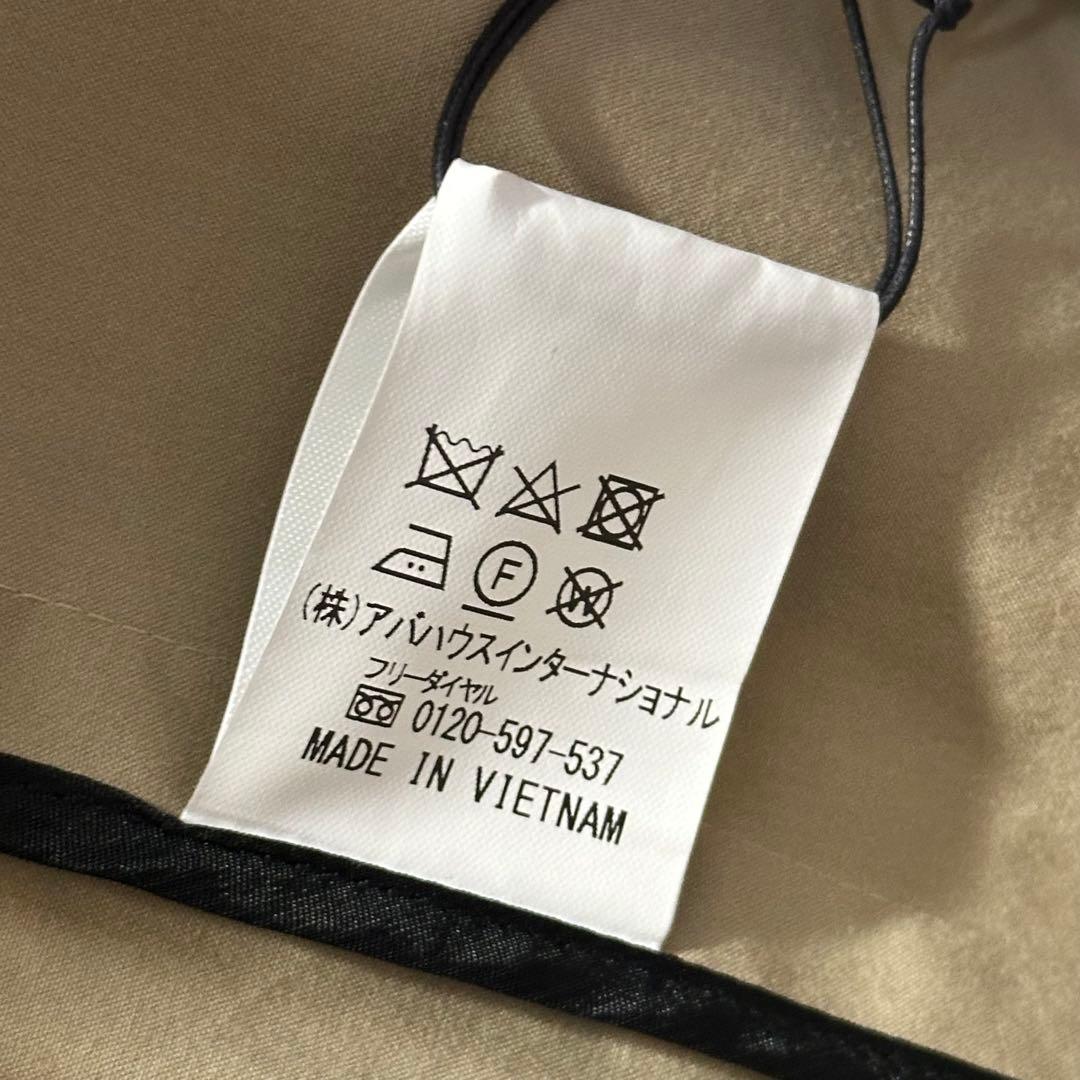 F W
(株)アバハウスインターナショナル
フリーダイヤル
0120-597-537
MADE IN VIETNAM